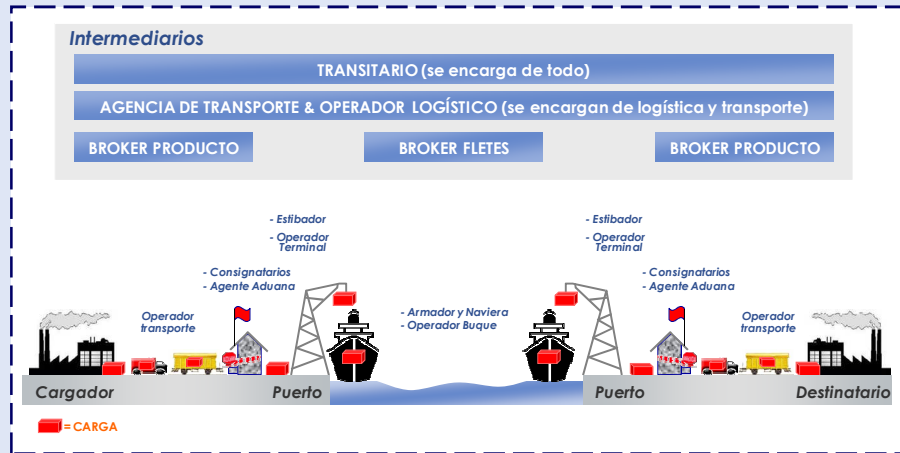 Intermediarios
TRANSITARIO (se encarga de todo)
AGENCIA DE TRANSPORTE & OPERADOR LOGÍSTICO (se encargan de logística y transporte)
BROKER PRODUCTO
BROKER FLETES
BROKER PRODUCTO
- Estibador
- Operador
Terminal
- Estibador
- Operador
Terminal
- Consignatarios
- Agente Aduana
- Consignatarios
- Agente Aduana
Operador
transporte
- Armador y Naviera
- Operador Buque
Operador
transporte
Cargador
Puerto
Puerto
Destinatario
= CARGA